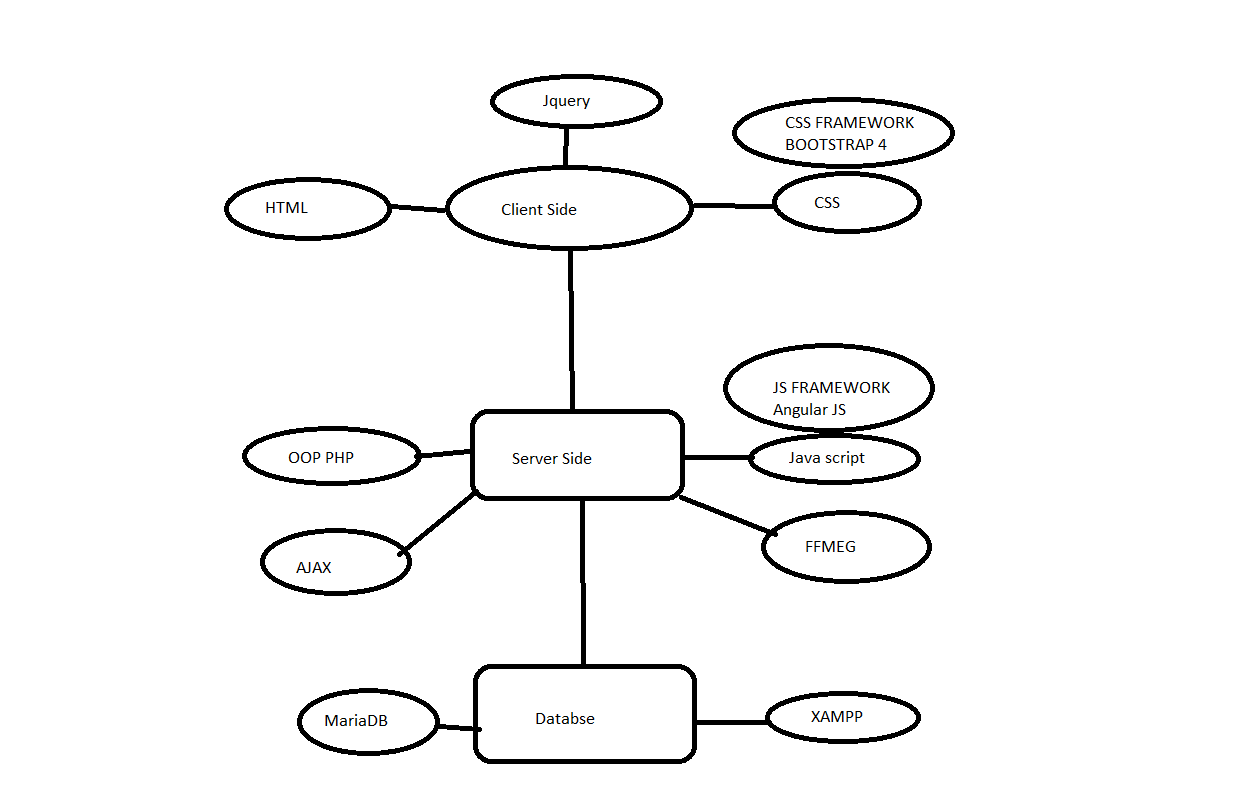 Jquery
CSS FRAMEWORK
BOOTSTRAP 4
HTML
Client Side
CSS
JS FRAMEWORK
Angular JS
OOP PHP
Server Side
Java script
AJAX
FFMEG
MariaDB
Databse
XAMPP